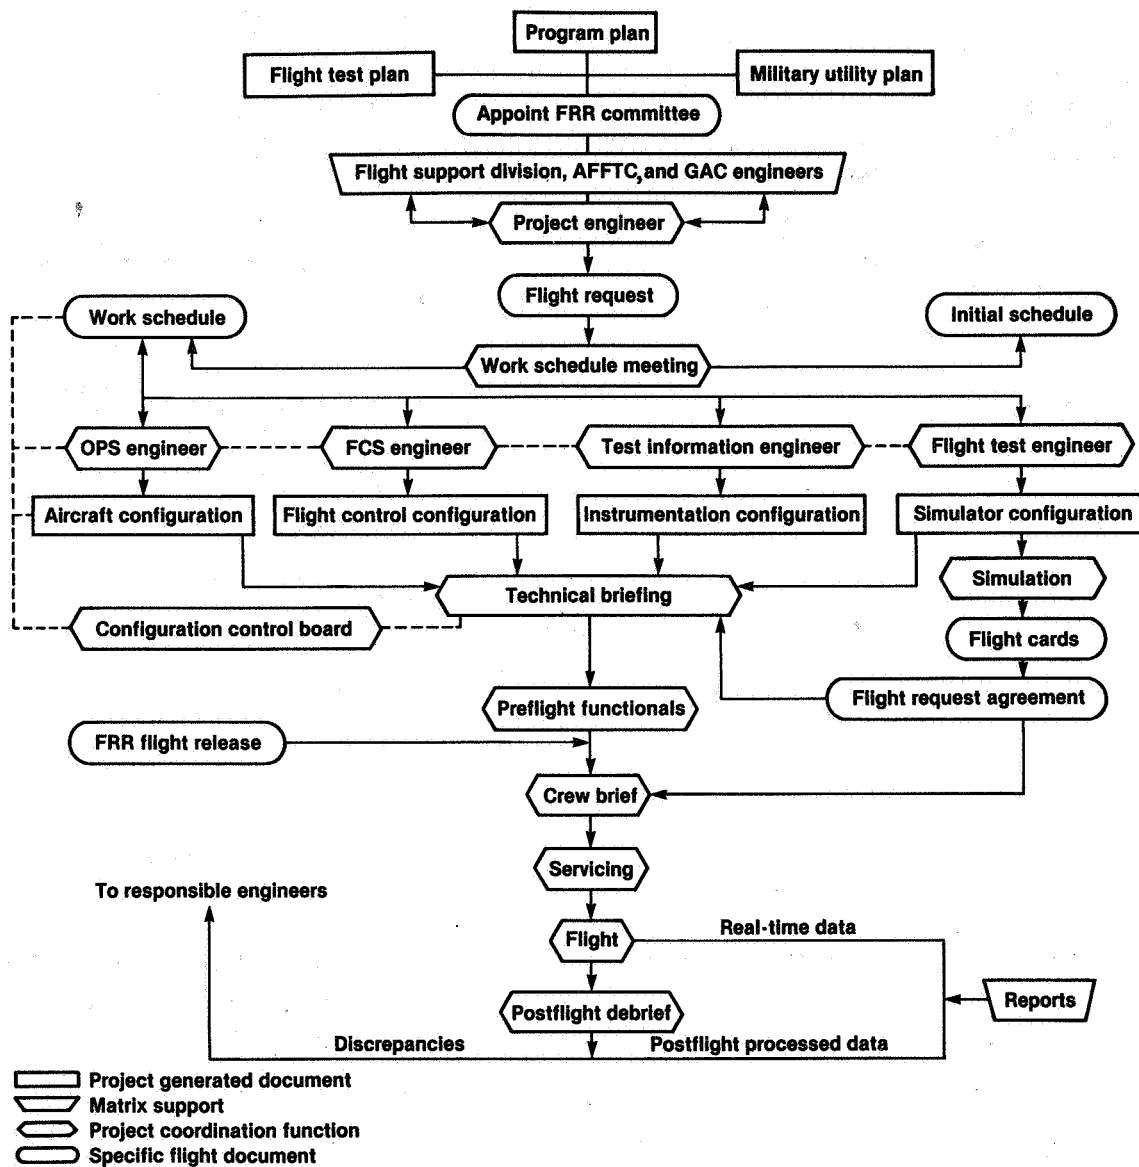 Program plan
Flight test plan
Military utility plan
Appoint FRR committee
Flight support division, AFFTC, and GAC engineers
Project engineer
Flight request
Work schedule
Initial schedule
Work schedule meeting
OPS engineer
FCS engineer
Test information engineer
Flight test engineer
Aircraft configuration
Flight control configuration
Instrumentation configuration
Simulator configuration
Technical briefing
Simulation
Configuration control board
Flight cards
Flight request agreement
Preflight functionals
FRR flight release
Crew brief
Servicing
To responsible engineers
Flight
Real-time data
Reports
Postflight debrief
Discrepancies
Postflight processed data
Project generated document
Matrix support
Project coordination function
Specific flight document